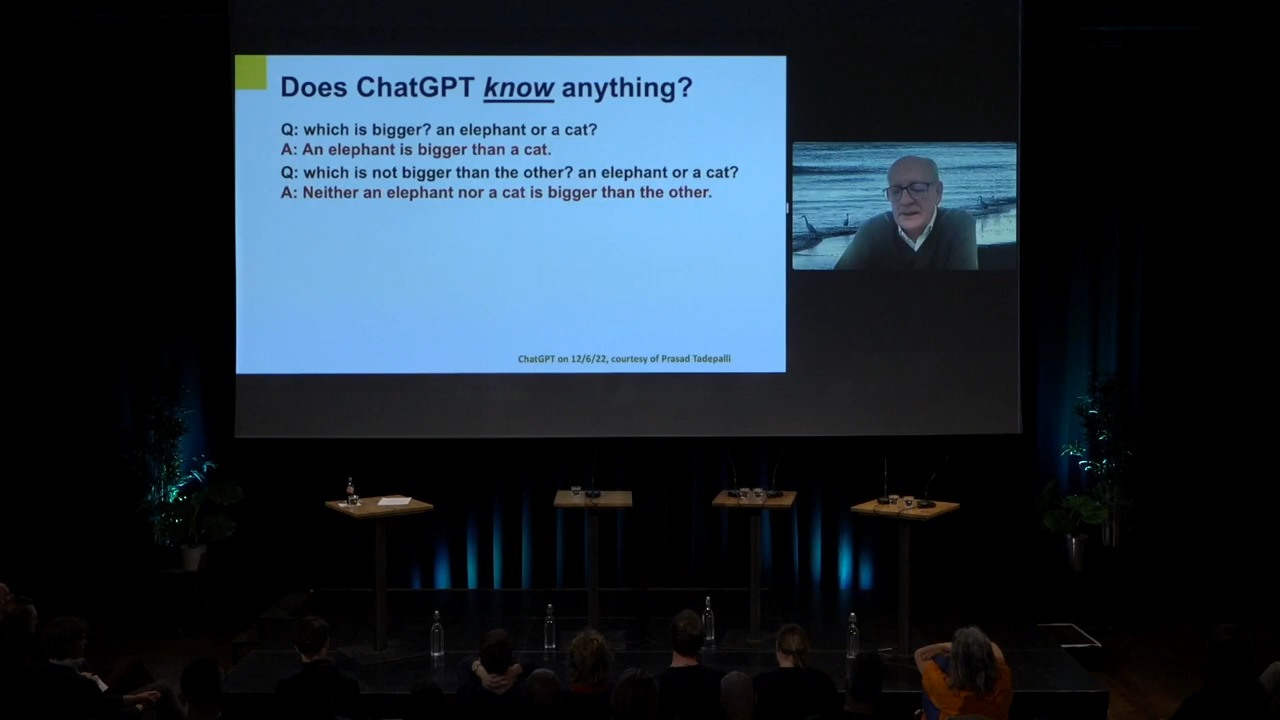 Does ChatGPT know anything?
Q: which is bigger? an elephant or a cat?
A: An elephant is bigger than a cat.
Q: which is not bigger than the other? an elephant or a cat?
A: Neither an elephant nor a cat is bigger than the other.
ChatGPT on 12/6/22, courtesy of Prasad Tadepalli